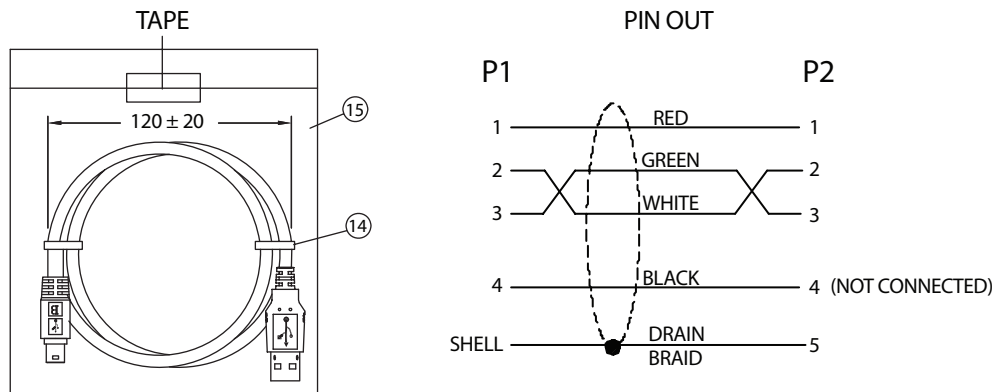 TAPE
120 ± 20
15
14
B
PIN OUT
P1 P2
1 RED 1
2 GREEN 2
3 WHITE 3
4 BLACK 4 (NOT CONNECTED)
SHELL DRAIN 5
BRAID